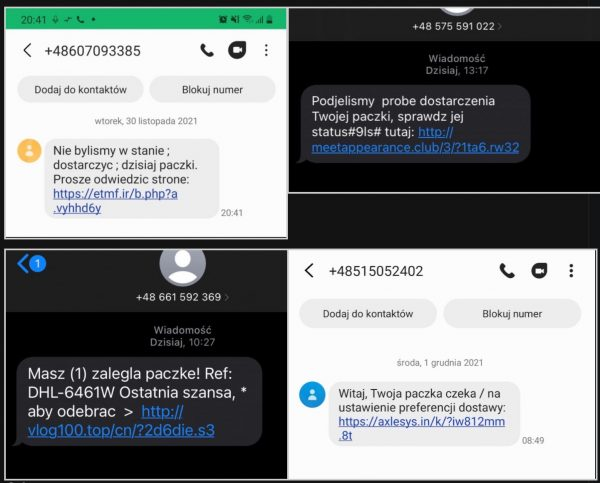 20:41
+48607093385
Dodaj do kontaktów
Blokuj numer
wtorek, 30 listopada 2021
Nie bylismy w stanie ;
dostarczyc ; dzisiaj paczki.
Prosze odwiedzic strone:
https://etmf.ir/b.php?a
.vyhhd6y
20:41
+48 575 591 022 >
Wiadomość
Dzisiaj, 13:17
Podjelismy probe dostarczenia
Twojej paczki, sprawdz jej
status#9ls# tutaj: http://
meetappearance.club/3/?1ta6.rw32
1
+48 661 592 369 >
Wiadomość
Dzisiaj, 10:27
Masz (1) zalegla paczke! Ref:
DHL-6461W Ostatnia szansa, *
aby odebrac > http://
vlog100.top/cn/?2d6die.s3
+48515052402
Dodaj do kontaktów
Blokuj numer
środa, 1 grudnia 2021
Witaj, Twoja paczka czeka / na
ustawienie preferencji dostawy:
https://axlesys.in/k/?iw812mm
.8t
08:49